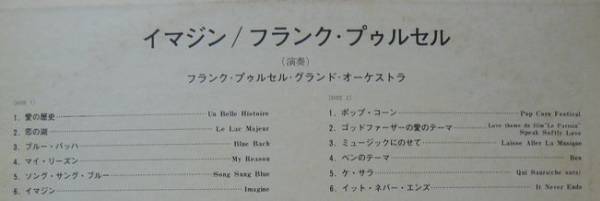 イマジン/フランク・プゥルセル
(演奏)
フランク・プゥルセル・グランド・オーケストラ
(SIDE 1)
1. 愛の歴史 Un Belle Histoire
2. 恋の湖 Le Lac Majeur
3. ブルー・バッハ Blue Bach
4. マイ・リーズン My Reason
5. ソング・サング・ブルー Song Sung Blue
6. イマジン Imagine
(SIDE 2)
1. ポップ・コーン Pop Corn Festival
2. ゴッドファーザーの愛のテーマ Love theme de film "Le Parrain"
Speak Softly Love
3. ミュージックにのせて Laisse Aller La Musique
4. ベンのテーマ Ben
5. ケ・サラ Qui
6. イット・ネバー・エンズ It Never Ends